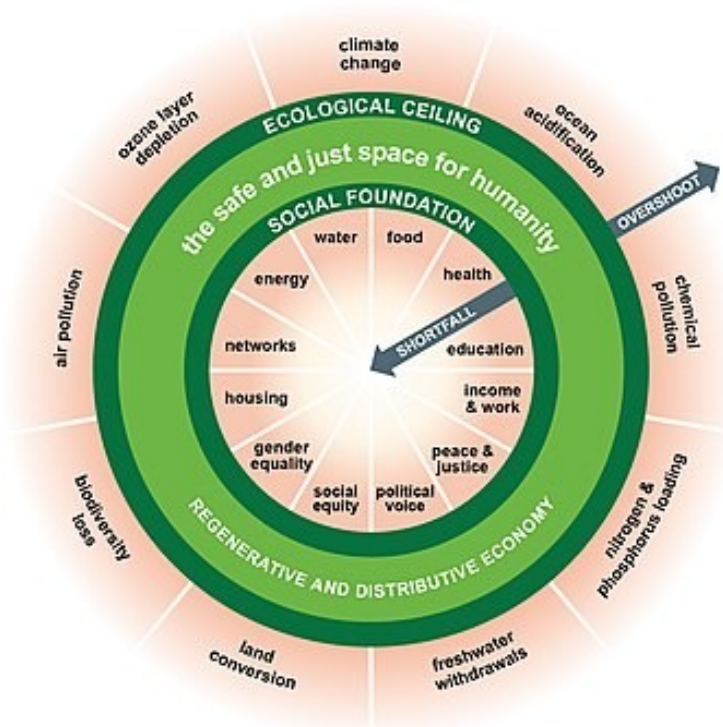 climate
change
ocean
acidification
chemical
pollution
nitrogen &
phosphorus loading
freshwater
withdrawals
land
conversion
biodiversity
loss
air pollution
ozone layer
depletion
OVERSHOOT
ECOLOGICAL CEILING
the safe and just space for humanity
SOCIAL FOUNDATION
water
food
health
SHORTFALL
education
income
& work
peace &
justice
political
voice
social
equity
gender
equality
housing
networks
energy
REGENERATIVE AND DISTRIBUTIVE ECONOMY